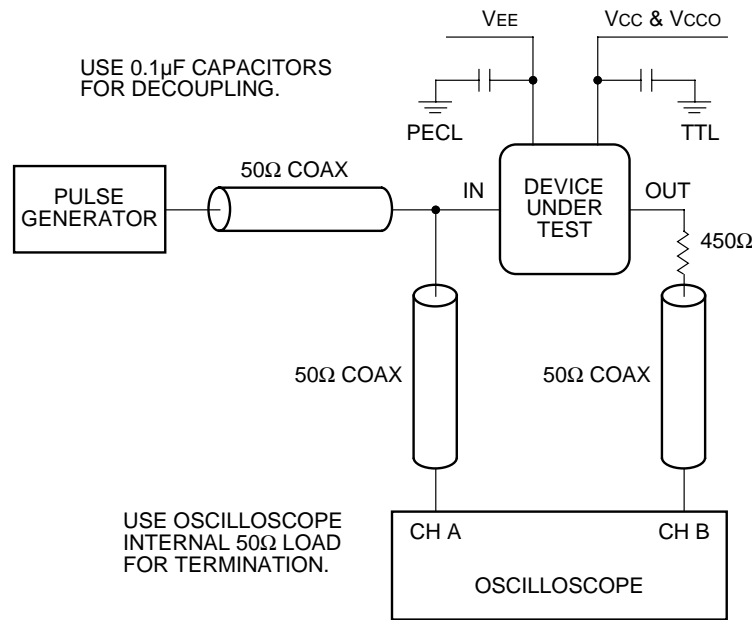 VEE
VCC & VCCO
USE 0.1µF CAPACITORS
FOR DECOUPLING.
PECL
TTL
50Ω COAX
PULSE
GENERATOR
IN
DEVICE
UNDER
TEST
OUT
450Ω
50Ω COAX
50Ω COAX
USE OSCILLOSCOPE
INTERNAL 50Ω LOAD
FOR TERMINATION.
CH A
CH B
OSCILLOSCOPE